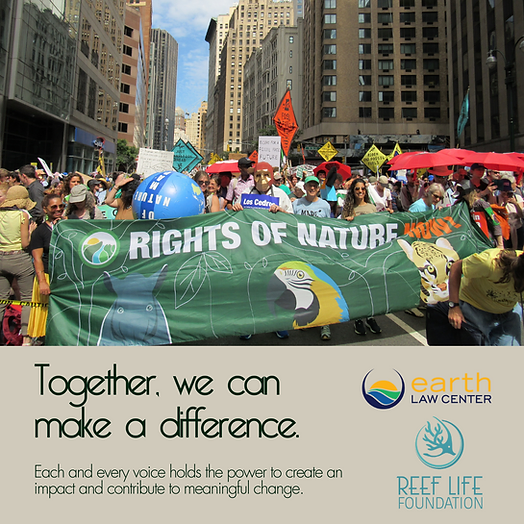 Los Cedros
RIGHTS OF NATURE
NOW!
Together, we can
make a difference.
Each and every voice holds the power to create an
impact and contribute to meaningful change.
earth
LAW CENTER
REEF LIFE
FOUNDATION